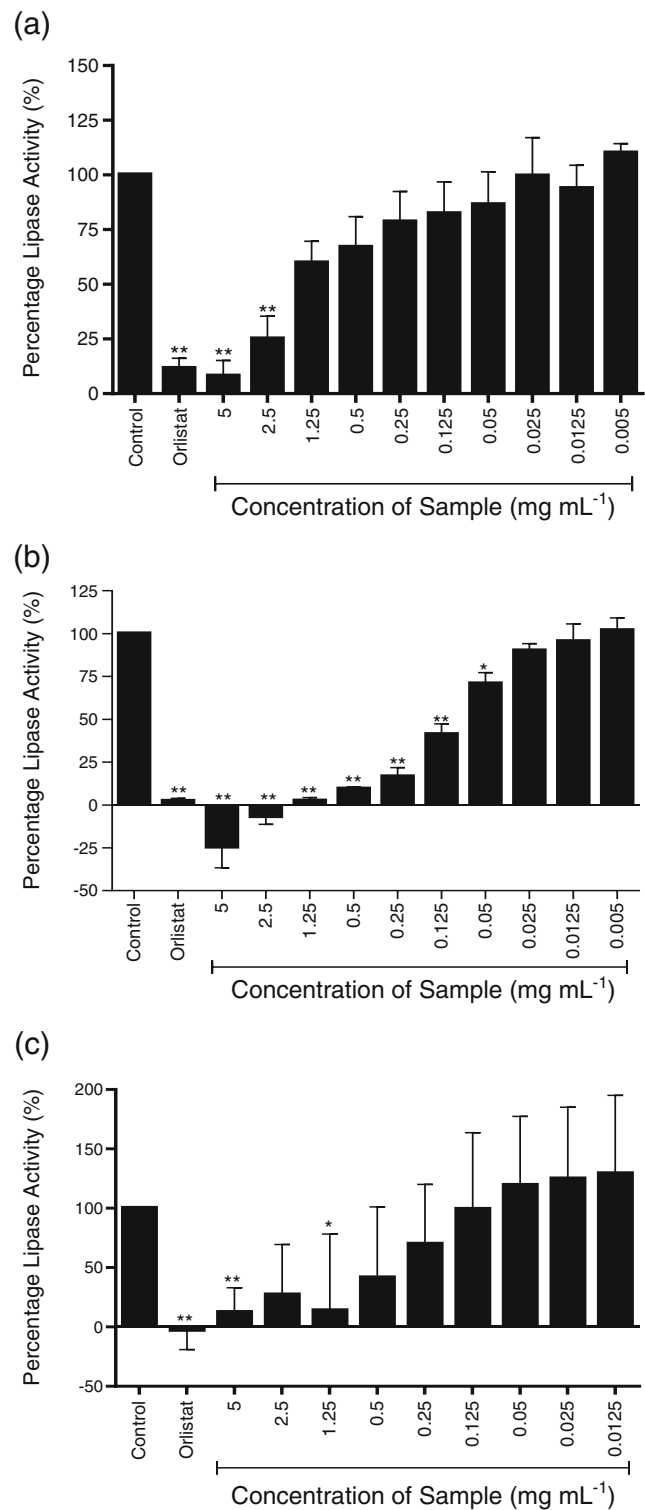 (a)
Percentage Lipase Activity (%)
150
125
100
75
50
25
0
** ** **
Control Orlistat 5 2.5 1.25 0.5 0.25 0.125 0.05 0.025 0.0125 0.005
Concentration of Sample (mg mL⁻¹)
(b)
Percentage Lipase Activity (%)
125
100
75
50
25
0
-25
-50
** ** ** ** ** ** ** *
Control Orlistat 5 2.5 1.25 0.5 0.25 0.125 0.05 0.025 0.0125 0.005
Concentration of Sample (mg mL⁻¹)
(c)
Percentage Lipase Activity (%)
200
150
100
50
0
-50
** ** *
Control Orlistat 5 2.5 1.25 0.5 0.25 0.125 0.05 0.025 0.0125
Concentration of Sample (mg mL⁻¹)